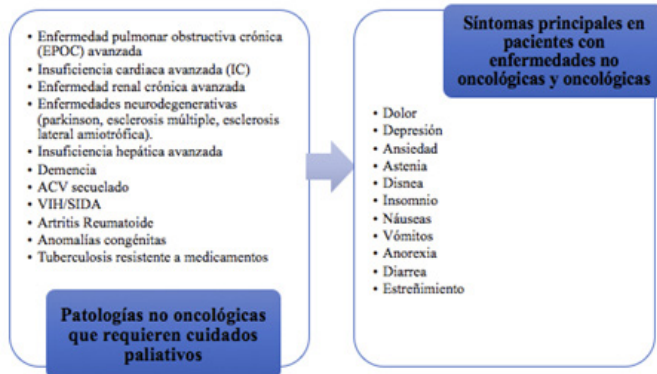 • Enfermedad pulmonar obstructiva crónica
(EPOC) avanzada
• Insuficiencia cardiaca avanzada (IC)
• Enfermedad renal crónica avanzada
• Enfermedades neurodegenerativas
(parkinson, esclerosis múltiple, esclerosis
lateral amiotrófica).
• Insuficiencia hepática avanzada
• Demencia
• ACV secuelado
• VIH/SIDA
• Artritis Reumatoide
• Anomalías congénitas
• Tuberculosis resistente a medicamentos
Patologías no oncológicas
que requieren cuidados
paliativos
Síntomas principales en
pacientes con
enfermedades no
oncológicas y oncológicas
• Dolor
• Depresión
• Ansiedad
• Astenia
• Disnea
• Insomnio
• Náuseas
• Vómitos
• Anorexia
• Diarrea
• Estreñimiento